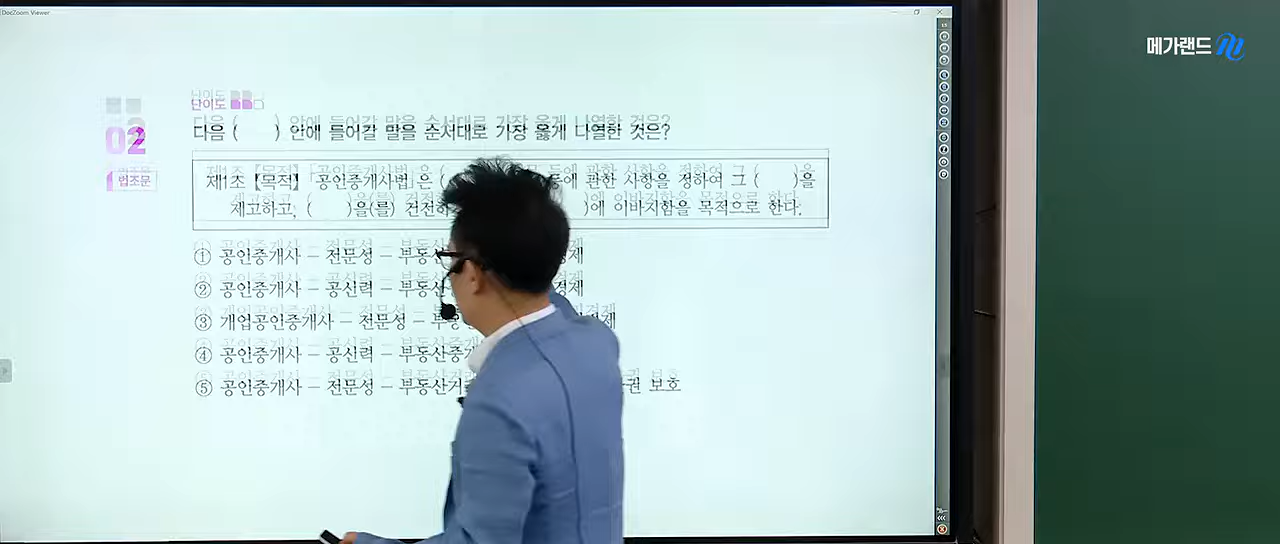 DocZoom Viewer
메가랜드
난이도
02
다음 ( ) 안에 들어갈 말을 순서대로 가장 옳게 나열한 것은?
법조문
제1조【목적】「공인중개사법」은 ( 등에 관한 사항을 정하여 그 ( )을
제고하고, ( )을(를) 건전하 )에 이바지함을 목적으로 한다.
① 공인중개사 – 전문성 – 부동산 경제
② 공인중개사 – 공신력 – 부동산 경제
③ 개업공인중개사 – 전문성 – 부동산
④ 공인중개사 – 공신력 – 부동산중개
⑤ 공인중개사 – 전문성 – 부동산거래 권 보호